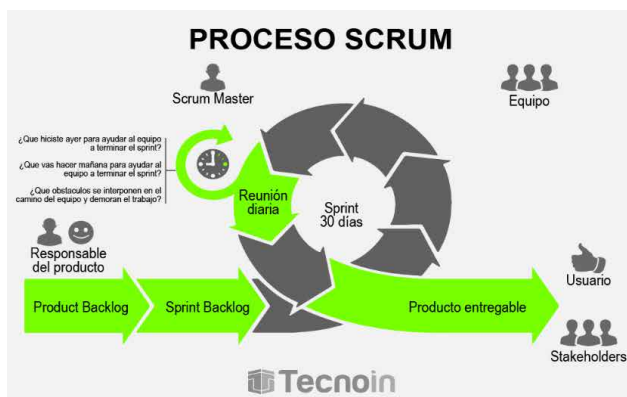 PROCESO SCRUM
Scrum Master
Equipo
¿Que hiciste ayer para ayudar al equipo
a terminar el sprint?
¿Que vas hacer mañana para ayudar al
equipo a terminar el sprint?
¿Que obstaculos se interponen en el
camino del equipo y demoran el trabajo?
Reunión
diaria
Sprint
30 días
Responsable
del producto
Product Backlog
Sprint Backlog
Producto entregable
Usuario
Stakeholders
Tecnoin